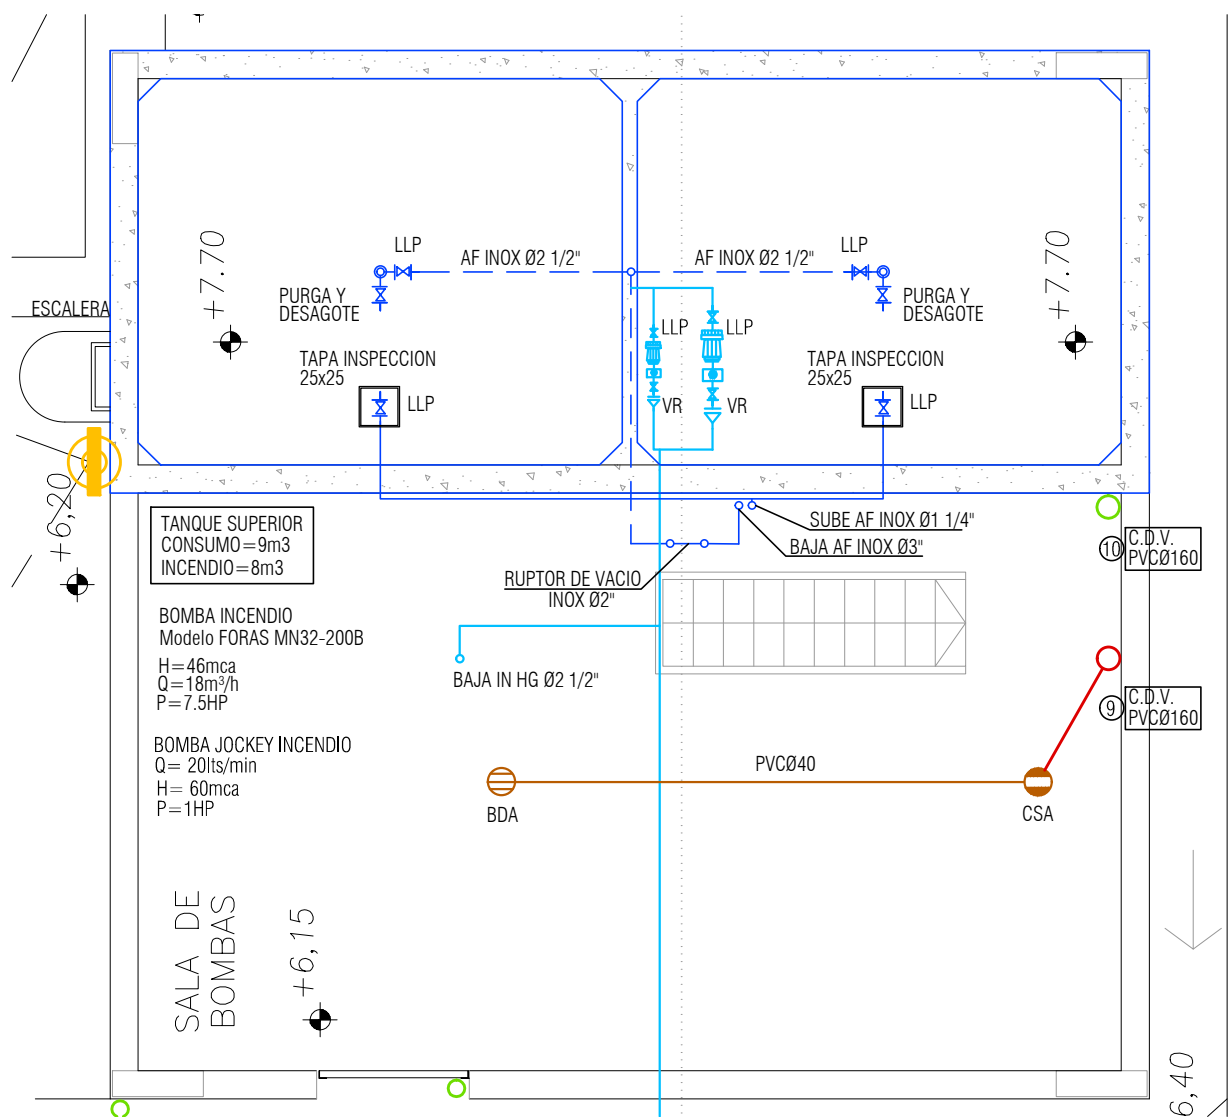 +7.70
LLP
AF INOX Ø2 1/2"
AF INOX Ø2 1/2"
LLP
+7.70
ESCALERA
PURGA Y
DESAGOTE
PURGA Y
DESAGOTE
LLP
LLP
TAPA INSPECCION
25x25
TAPA INSPECCION
25x25
LLP
VR
VR
LLP
+6,20
TANQUE SUPERIOR
CONSUMO=9m3
INCENDIO=8m3
SUBE AF INOX Ø1 1/4"
BAJA AF INOX Ø3"
RUPTOR DE VACIO
INOX Ø2"
10
C.D.V.
PVCØ160
BOMBA INCENDIO
Modelo FORAS MN32-200B
H=46mca
Q=18m³/h
P=7.5HP
BAJA IN HG Ø2 1/2"
9
C.D.V.
PVCØ160
BOMBA JOCKEY INCENDIO
Q= 20lts/min
H= 60mca
P=1HP
PVCØ40
BDA
CSA
SALA DE
BOMBAS
+6,15
6,40